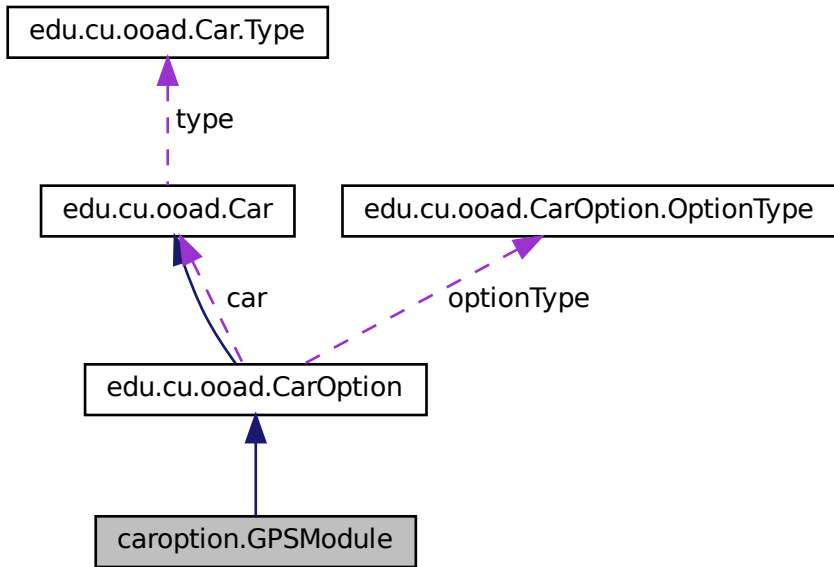 edu.cu.ooad.Car.Type
type
edu.cu.ooad.Car
edu.cu.ooad.CarOption.OptionType
car
optionType
edu.cu.ooad.CarOption
caroption.GPSModule